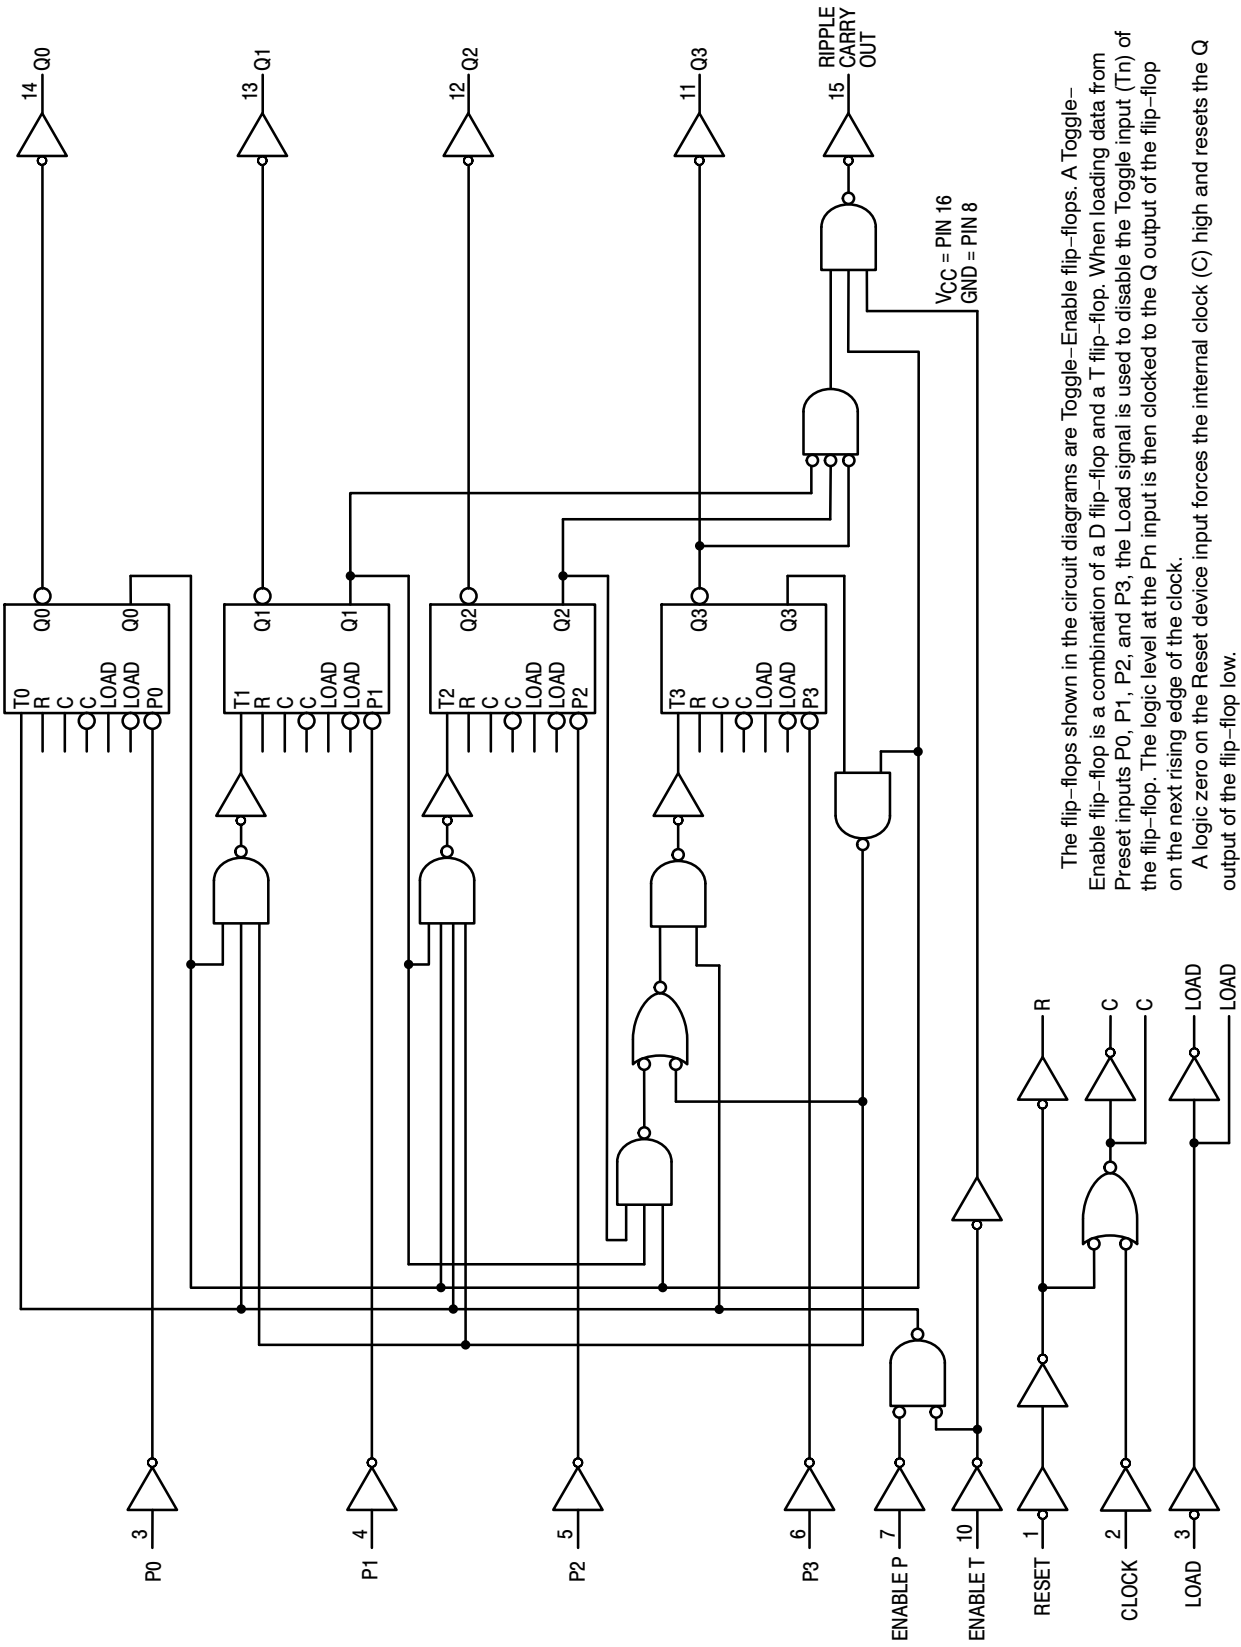 3
P0
4
P1
5
P2
6
P3
7
ENABLE P
10
ENABLE T
1
RESET
2
CLOCK
3
LOAD
T0
R
C
C
LOAD
LOAD
P0
Q0
Q0
T1
R
C
C
LOAD
LOAD
P1
Q1
Q1
T2
R
C
C
LOAD
LOAD
P2
Q2
Q2
T3
R
C
C
LOAD
LOAD
P3
Q3
Q3
14 Q0
13 Q1
12 Q2
11 Q3
15
RIPPLE
CARRY
OUT
VCC = PIN 16
GND = PIN 8
R
C
C
LOAD
LOAD
The flip−flops shown in the circuit diagrams are Toggle−Enable flip−flops. A Toggle−
Enable flip−flop is a combination of a D flip−flop and a T flip−flop. When loading data from
Preset inputs P0, P1, P2, and P3, the Load signal is used to disable the Toggle input (Tn) of
the flip−flop. The logic level at the Pn input is then clocked to the Q output of the flip−flop
on the next rising edge of the clock.
A logic zero on the Reset device input forces the internal clock (C) high and resets the Q
output of the flip−flop low.